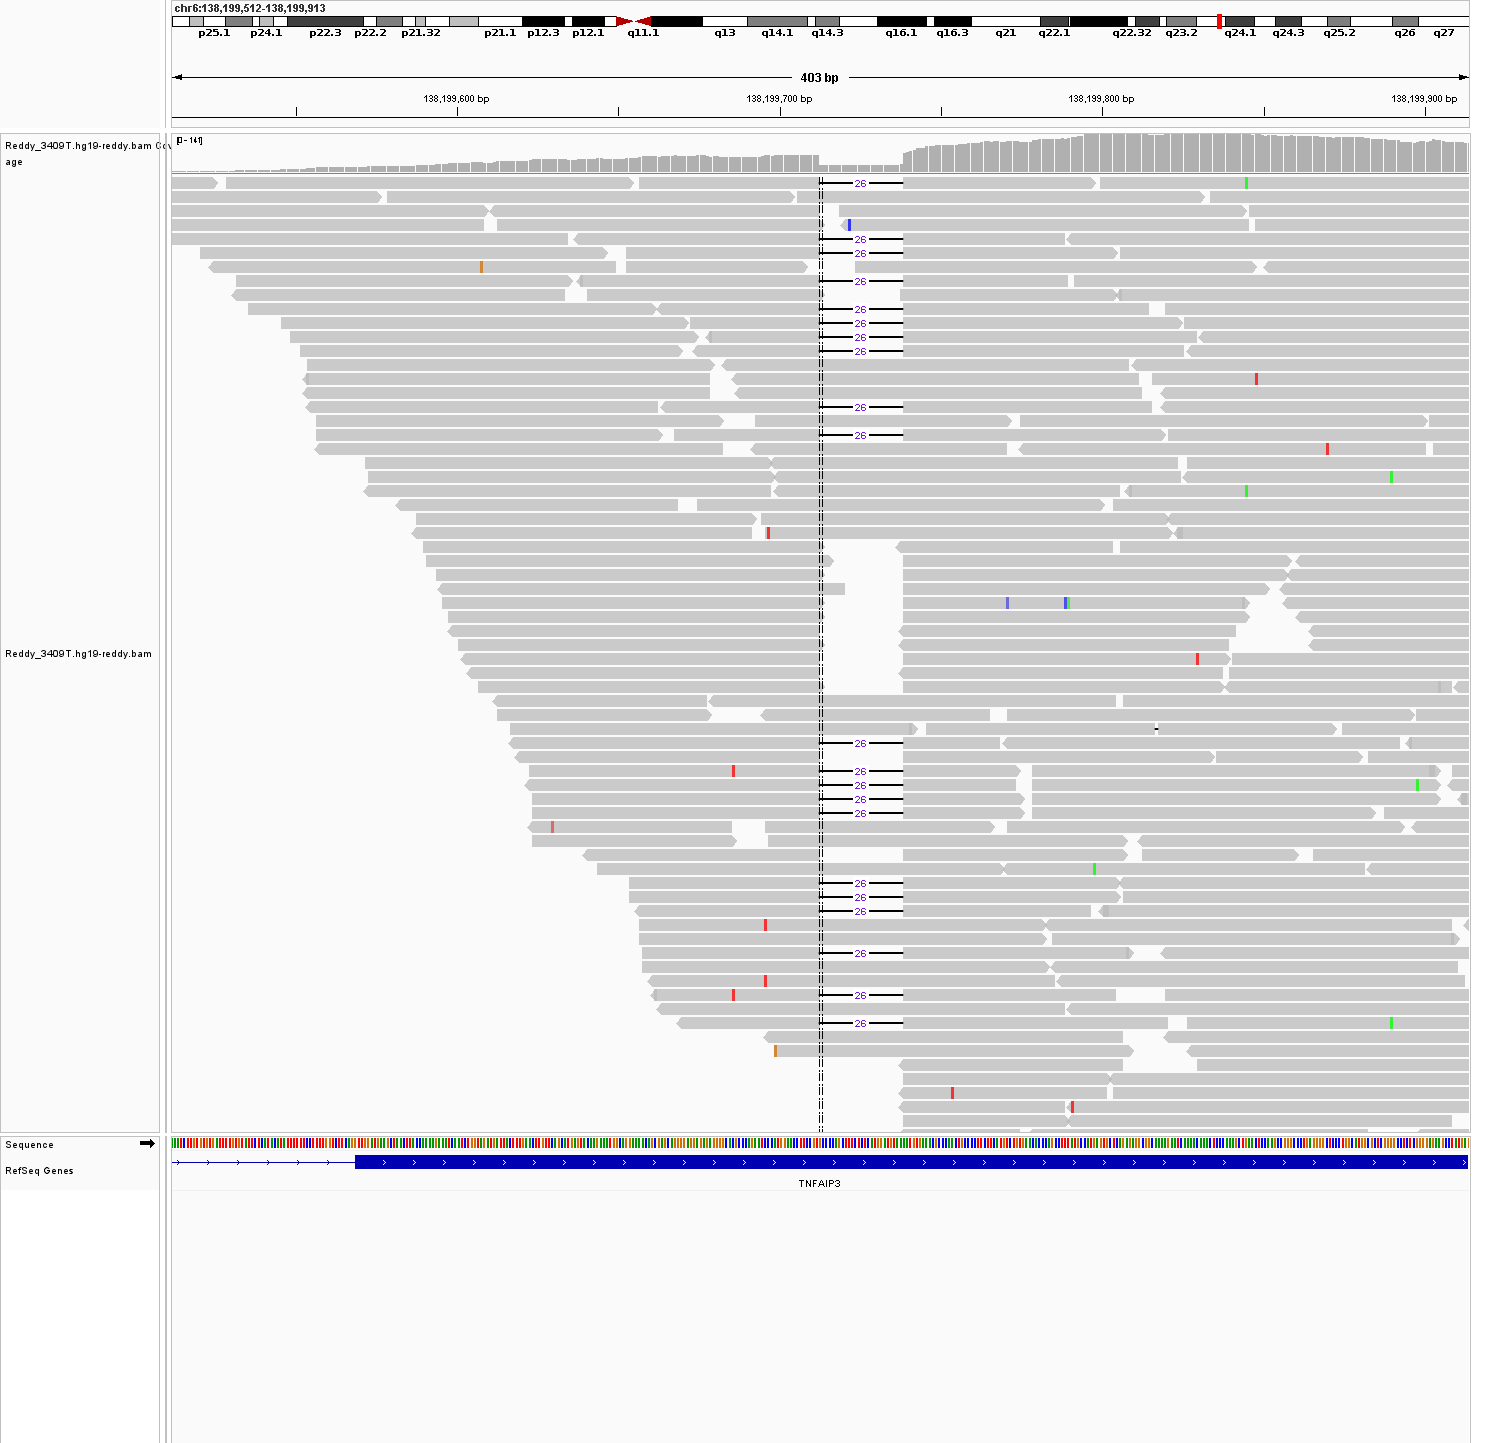 chr6:138,199,512-138,199,913
p25.1 p24.1 p22.3 p22.2 p21.32 p21.1 p12.3 p12.1 q11.1 q13 q14.1 q14.3 q16.1 q16.3 q21 q22.1 q22.32 q23.2 q24.1 q24.3 q25.2 q26 q27
403 bp
138,199,600 bp 138,199,700 bp 138,199,800 bp 138,199,900 bp
Reddy_3409T.hg19-reddy.bam Cov
age
[0 - 141]
26
26
26
26
26
26
26
26
26
26
Reddy_3409T.hg19-reddy.bam
26
26
26
26
26
26
26
26
26
26
26
Sequence
RefSeq Genes
TNFAIP3